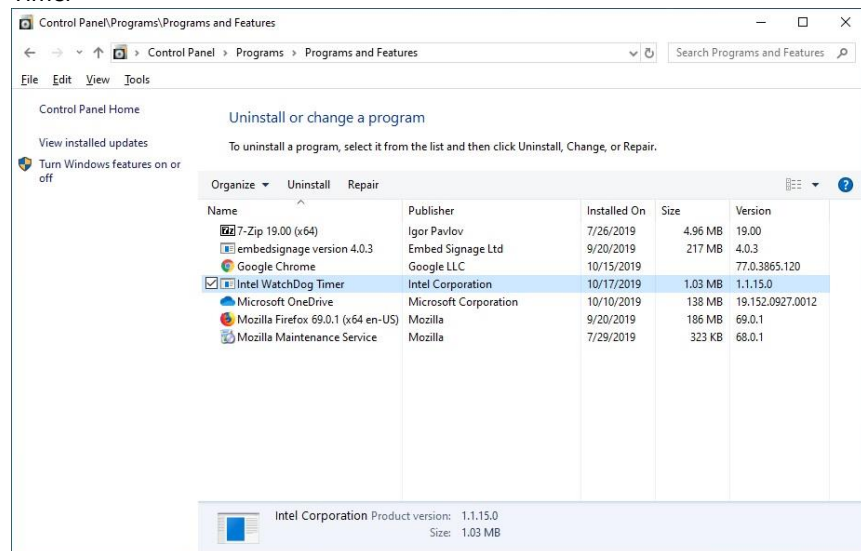 Control Panel\Programs\Programs and Features
Control Panel > Programs > Programs and Features
Search Programs and Features
File Edit View Tools
Control Panel Home
View installed updates
Turn Windows features on or
off
Uninstall or change a program
To uninstall a program, select it from the list and then click Uninstall, Change, or Repair.
Organize Uninstall Repair
Name Publisher Installed On Size Version
7-Zip 19.00 (x64) Igor Pavlov 7/26/2019 4.96 MB 19.00
embedsignage version 4.0.3 Embed Signage Ltd 9/20/2019 217 MB 4.0.3
Google Chrome Google LLC 10/15/2019 77.0.3865.120
Intel WatchDog Timer Intel Corporation 10/17/2019 1.03 MB 1.1.15.0
Microsoft OneDrive Microsoft Corporation 10/10/2019 138 MB 19.152.0927.0012
Mozilla Firefox 69.0.1 (x64 en-US) Mozilla 9/20/2019 186 MB 69.0.1
Mozilla Maintenance Service Mozilla 7/29/2019 323 KB 68.0.1
Intel Corporation Product version: 1.1.15.0
Size: 1.03 MB